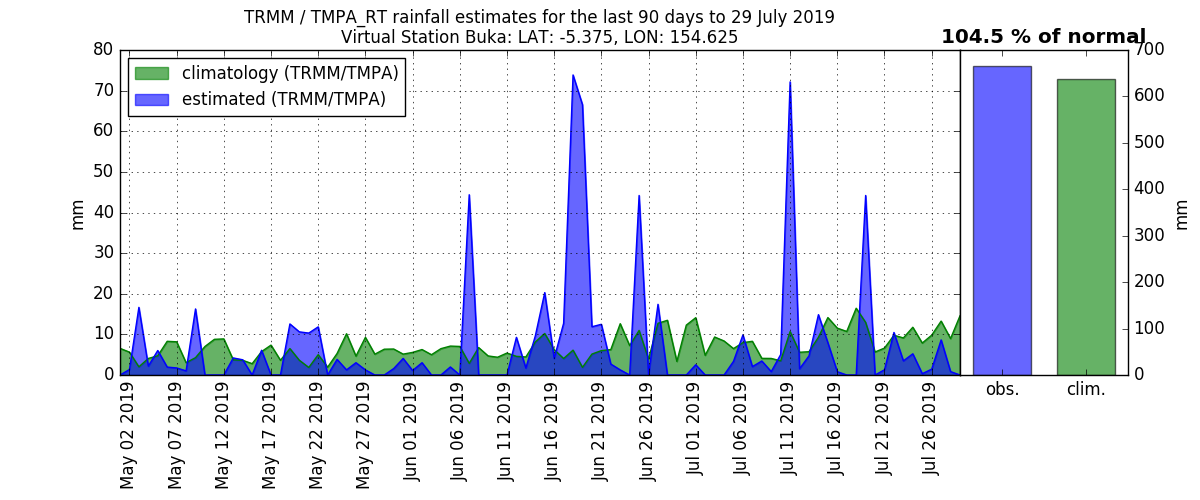 TRMM / TMPA_RT rainfall estimates for the last 90 days to 29 July 2019
Virtual Station Buka: LAT: -5.375, LON: 154.625
104.5 % of normal
climatology (TRMM/TMPA)
estimated (TRMM/TMPA)
mm
80
70
60
50
40
30
20
10
0
May 02 2019
May 07 2019
May 12 2019
May 17 2019
May 22 2019
May 27 2019
Jun 01 2019
Jun 06 2019
Jun 11 2019
Jun 16 2019
Jun 21 2019
Jun 26 2019
Jul 01 2019
Jul 06 2019
Jul 11 2019
Jul 16 2019
Jul 21 2019
Jul 26 2019
obs.
clim.
700
600
500
400
300
200
100
0
mm